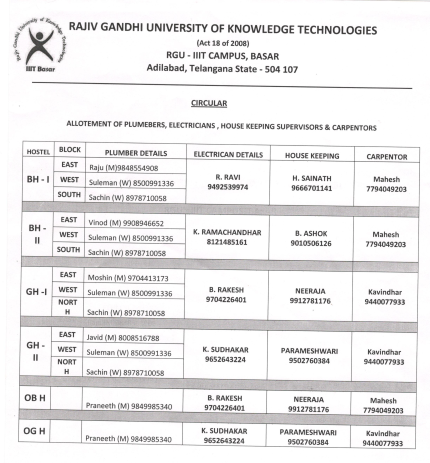 Rajiv Gandhi University of Knowledge Technologies
IIIT Basar
RAJIV GANDHI UNIVERSITY OF KNOWLEDGE TECHNOLOGIES
(Act 18 of 2008)
RGU - IIIT CAMPUS, BASAR
Adilabad, Telangana State - 504 107
CIRCULAR
ALLOTEMENT OF PLUMEBERS, ELECTRICIANS , HOUSE KEEPING SUPERVISORS & CARPENTORS
HOSTEL BLOCK PLUMBER DETAILS ELECTRICAN DETAILS HOUSE KEEPING CARPENTOR
BH - I
EAST Raju (M)9848554908
WEST Suleman (W) 8500991336
SOUTH Sachin (W) 8978710058
R. RAVI
9492539974
H. SAINATH
9666701141
Mahesh
7794049203
BH -
II
EAST Vinod (M) 9908946652
WEST Suleman (W) 8500991336
SOUTH Sachin (W) 8978710058
K. RAMACHANDHAR
8121485161
B. ASHOK
9010506126
Mahesh
7794049203
GH -I
EAST Moshin (M) 9704413173
WEST Suleman (W) 8500991336
NORT
H Sachin (W) 8978710058
B. RAKESH
9704226401
NEERAJA
9912781176
Kavindhar
9440077933
GH -
II
EAST Javid (M) 8008516788
WEST Suleman (W) 8500991336
NORT
H Sachin (W) 8978710058
K. SUDHAKAR
9652643224
PARAMESHWARI
9502760384
Kavindhar
9440077933
OB H
Praneeth (M) 9849985340
B. RAKESH
9704226401
NEERAJA
9912781176
Mahesh
7794049203
OG H
Praneeth (M) 9849985340
K. SUDHAKAR
9652643224
PARAMESHWARI
9502760384
Kavindhar
9440077933